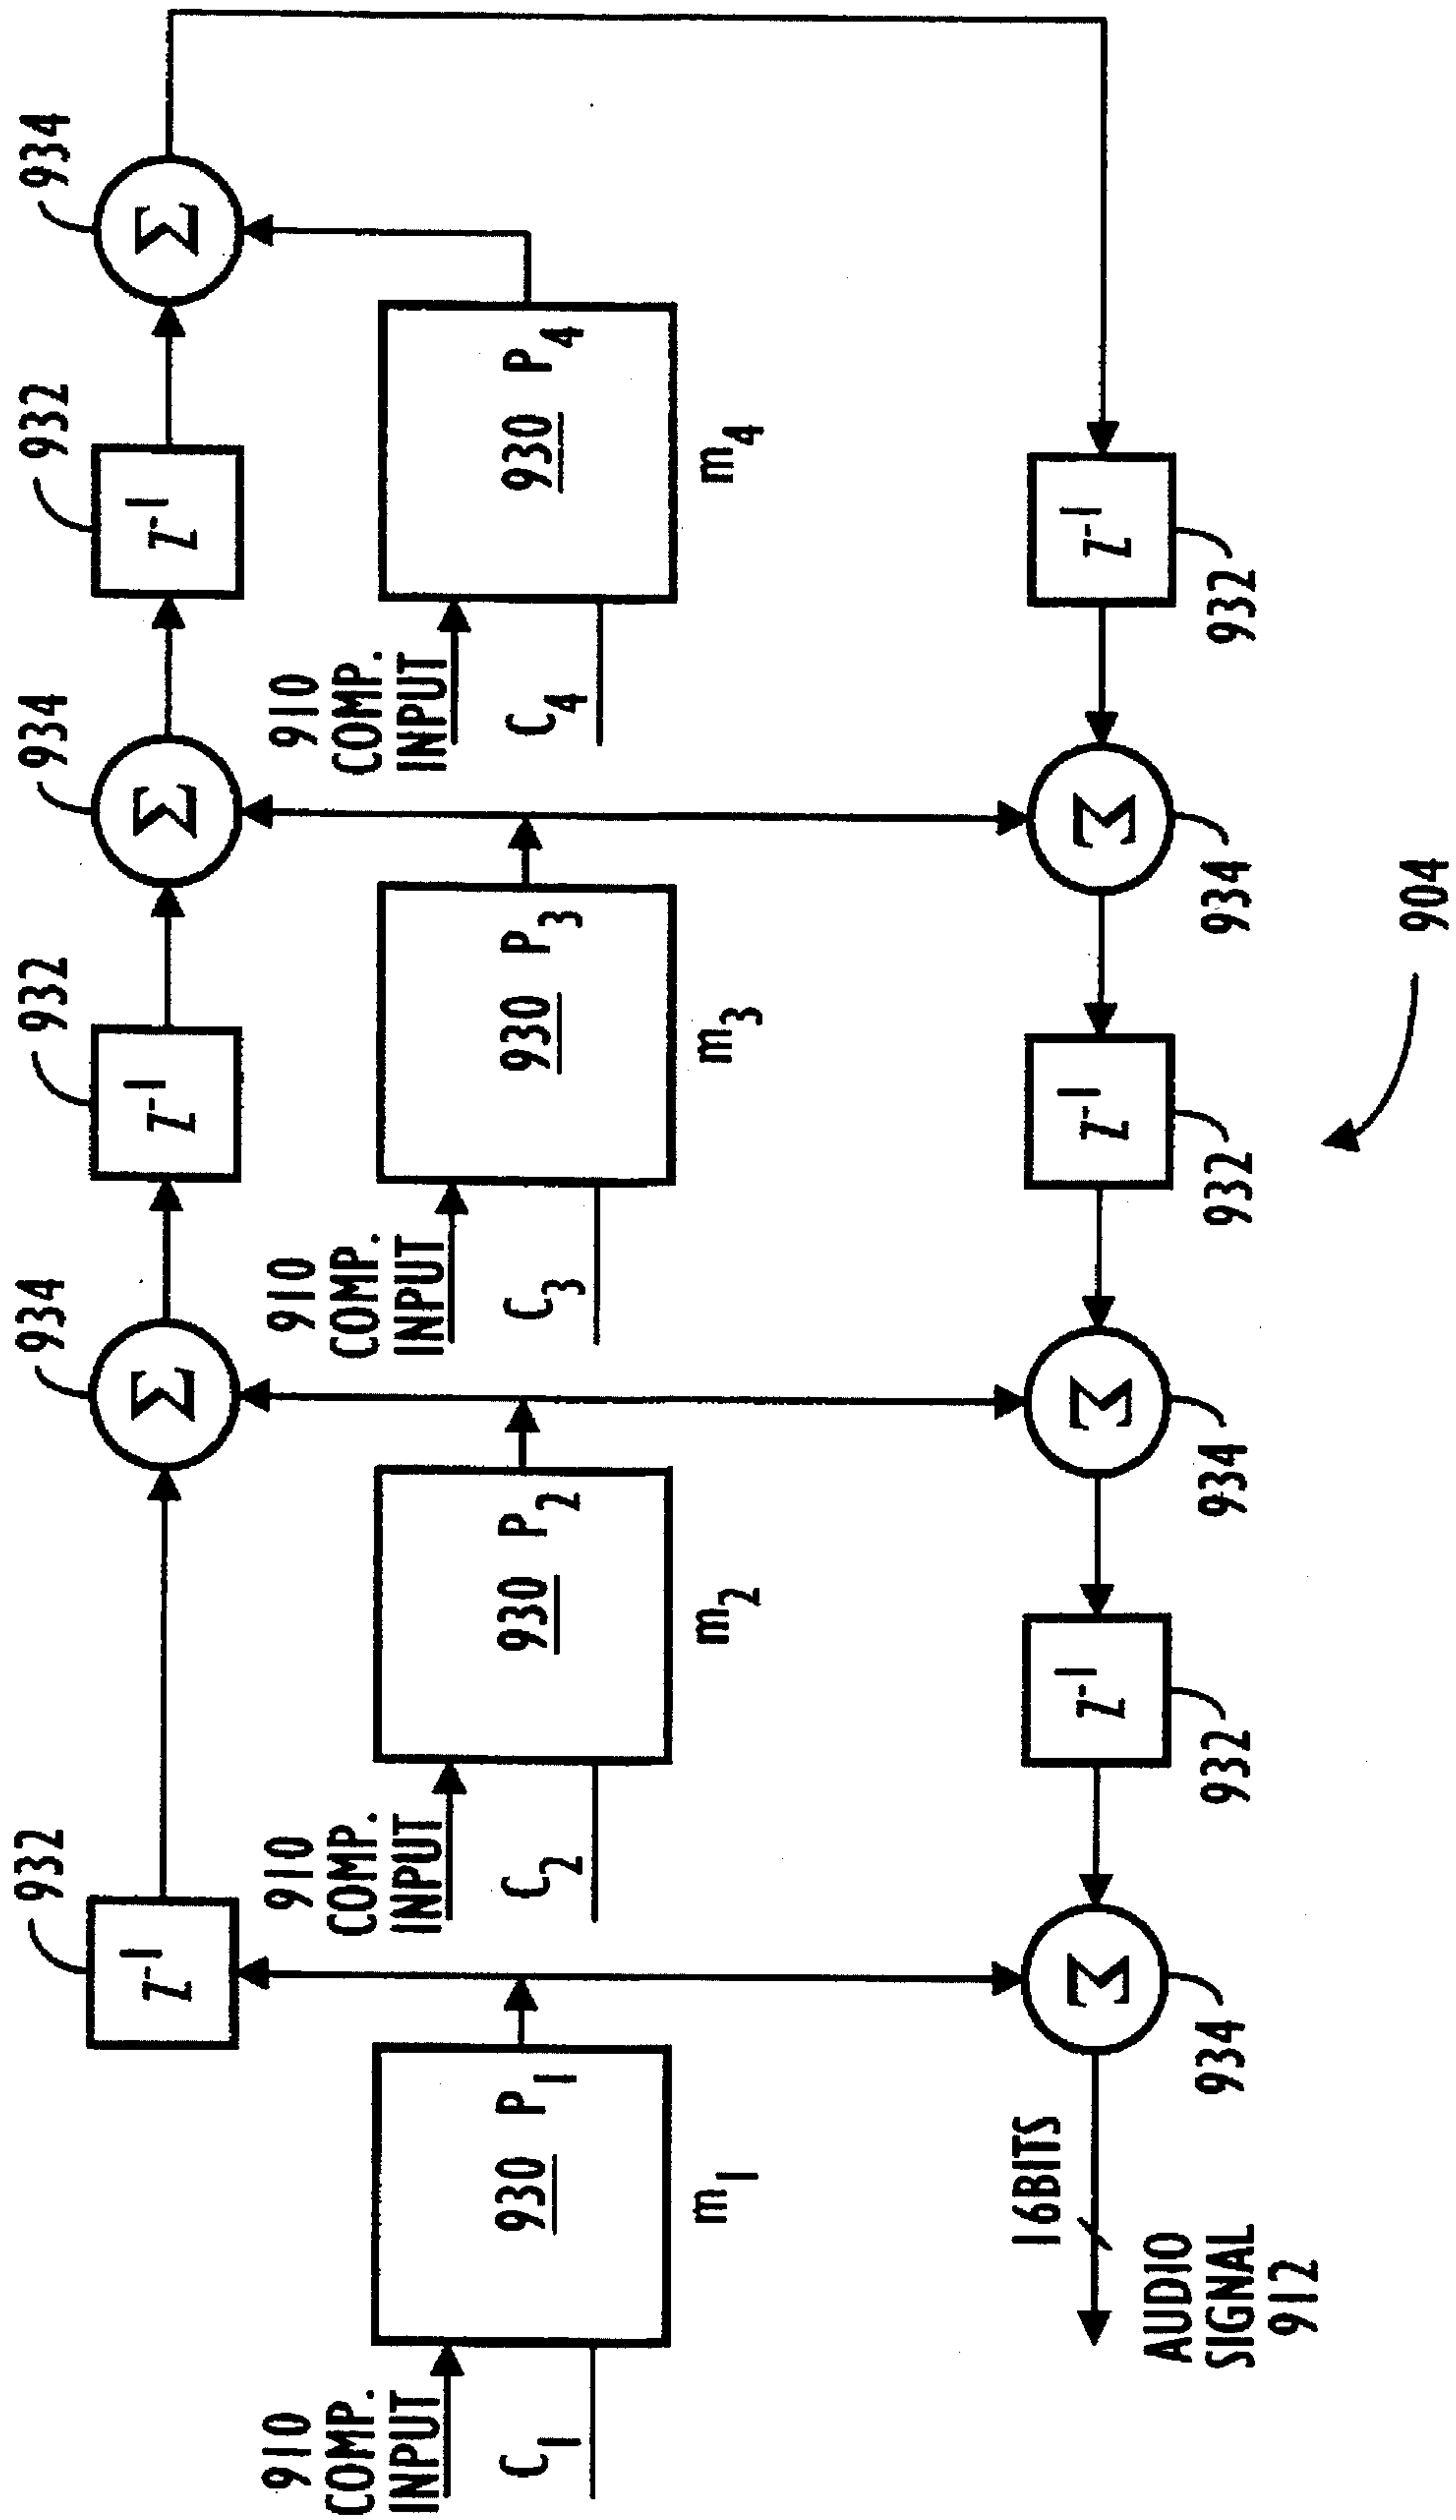 932
934
932
934
932
934
Z⁻¹
Σ
Z⁻¹
Σ
Z⁻¹
Σ
910
COMP.
INPUT
C₁
930 P₁
m₁
910
COMP.
INPUT
C₂
930 P₂
m₂
910
COMP.
INPUT
C₃
930 P₃
m₃
910
COMP.
INPUT
C₄
930 P₄
m₄
16BITS
Σ
Z⁻¹
Σ
Z⁻¹
Σ
Z⁻¹
AUDIO
SIGNAL
912
934
932
934
932
934
932
904